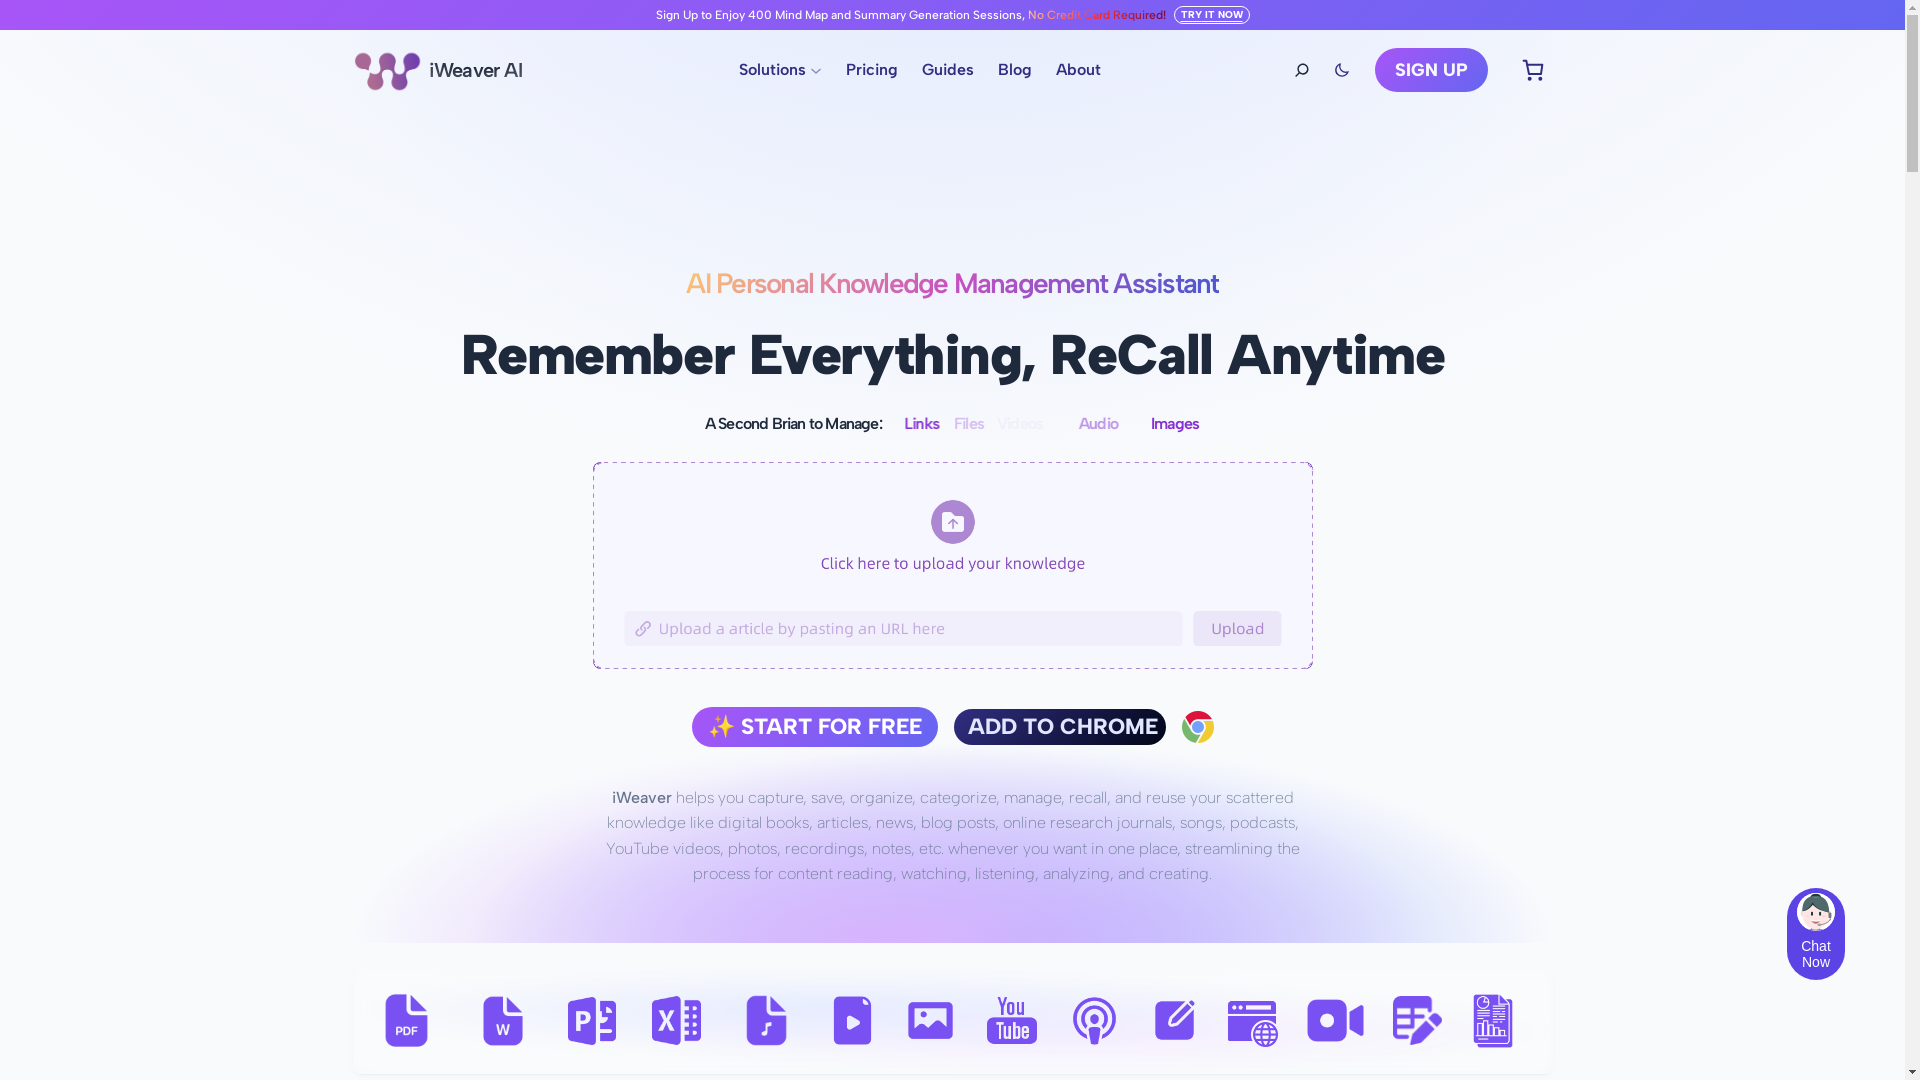 Sign Up to Enjoy 400 Mind Map and Summary Generation Sessions, No Credit Card Required! TRY IT NOW
iWeaver AI
Solutions Pricing Guides Blog About SIGN UP
AI Personal Knowledge Management Assistant
Remember Everything, ReCall Anytime
A Second Brian to Manage: Links Files Videos Audio Images
Click here to upload your knowledge
Upload a article by pasting an URL here Upload
✨ START FOR FREE ADD TO CHROME
iWeaver helps you capture, save, organize, categorize, manage, recall, and reuse your scattered
knowledge like digital books, articles, news, blog posts, online research journals, songs, podcasts,
YouTube videos, photos, recordings, notes, etc. whenever you want in one place, streamlining the
process for content reading, watching, listening, analyzing, and creating.
Chat
Now
PDF W P X You
Tube